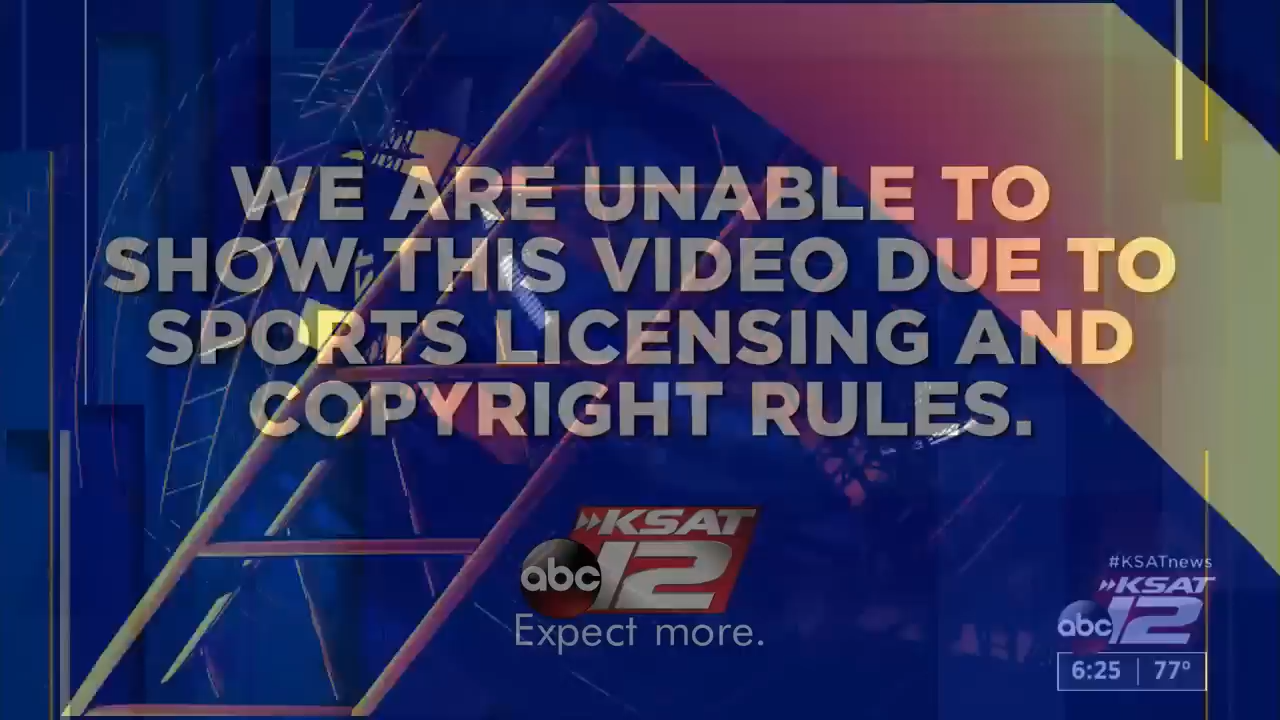 WE ARE UNABLE TO
SHOW THIS VIDEO DUE TO
SPORTS LICENSING AND
COPYRIGHT RULES.
KSAT
abc 12
Expect more.
#KSATnews
KSAT
abc 12
6:25 77°